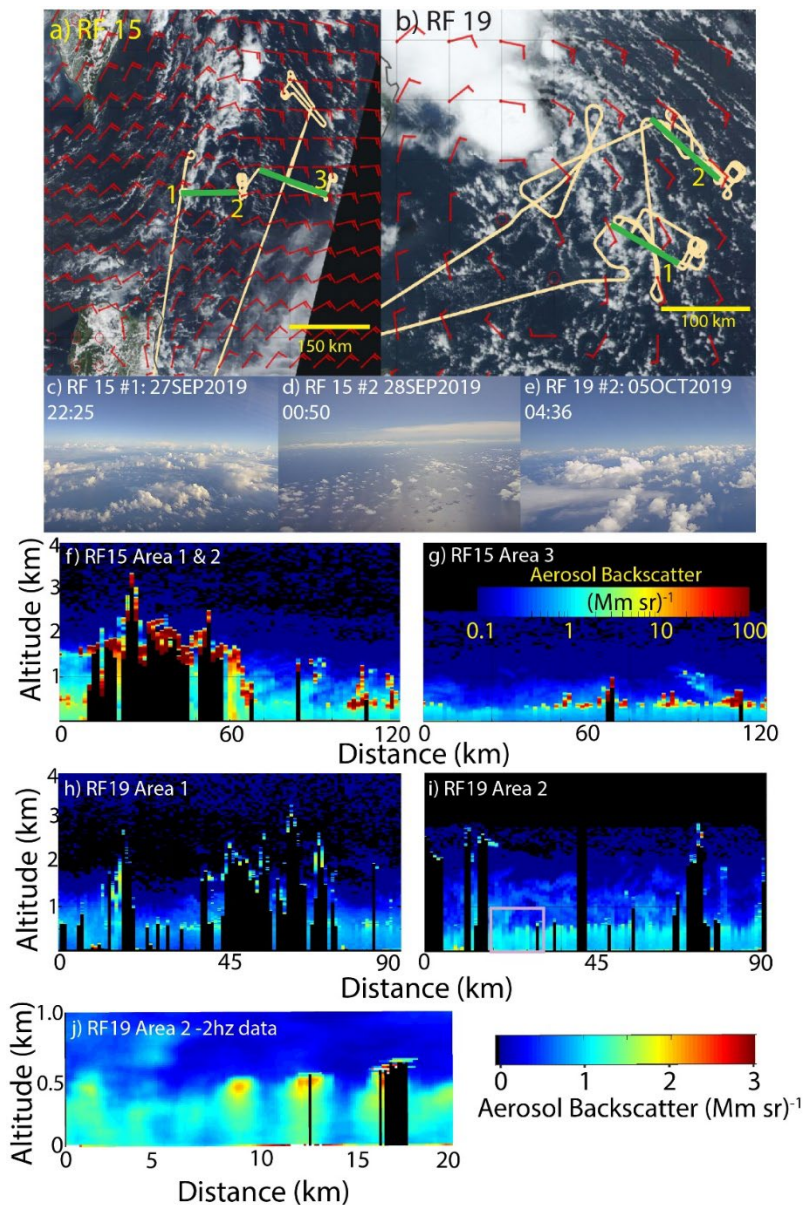 a) RF 15
b) RF 19
1
2
3
150 km
2
1
100 km
c) RF 15 #1: 27SEP2019
22:25
d) RF 15 #2 28SEP2019
00:50
e) RF 19 #2: 05OCT2019
04:36
f) RF15 Area 1 & 2
g) RF15 Area 3
Aerosol Backscatter
(Mm sr)-1
0.1 1 10 100
Altitude (km)
4
3
2
1
0 60 120
0 60 120
Distance (km)
h) RF19 Area 1
i) RF19 Area 2
Altitude (km)
4
3
2
1
0
0 45 90
0 45 90
Distance (km)
Distance (km)
j) RF19 Area 2 -2hz data
Altitude (km)
1.0
0.5
0
0 5 10 15 20
Distance (km)
0 1 2 3
Aerosol Backscatter (Mm sr)-1